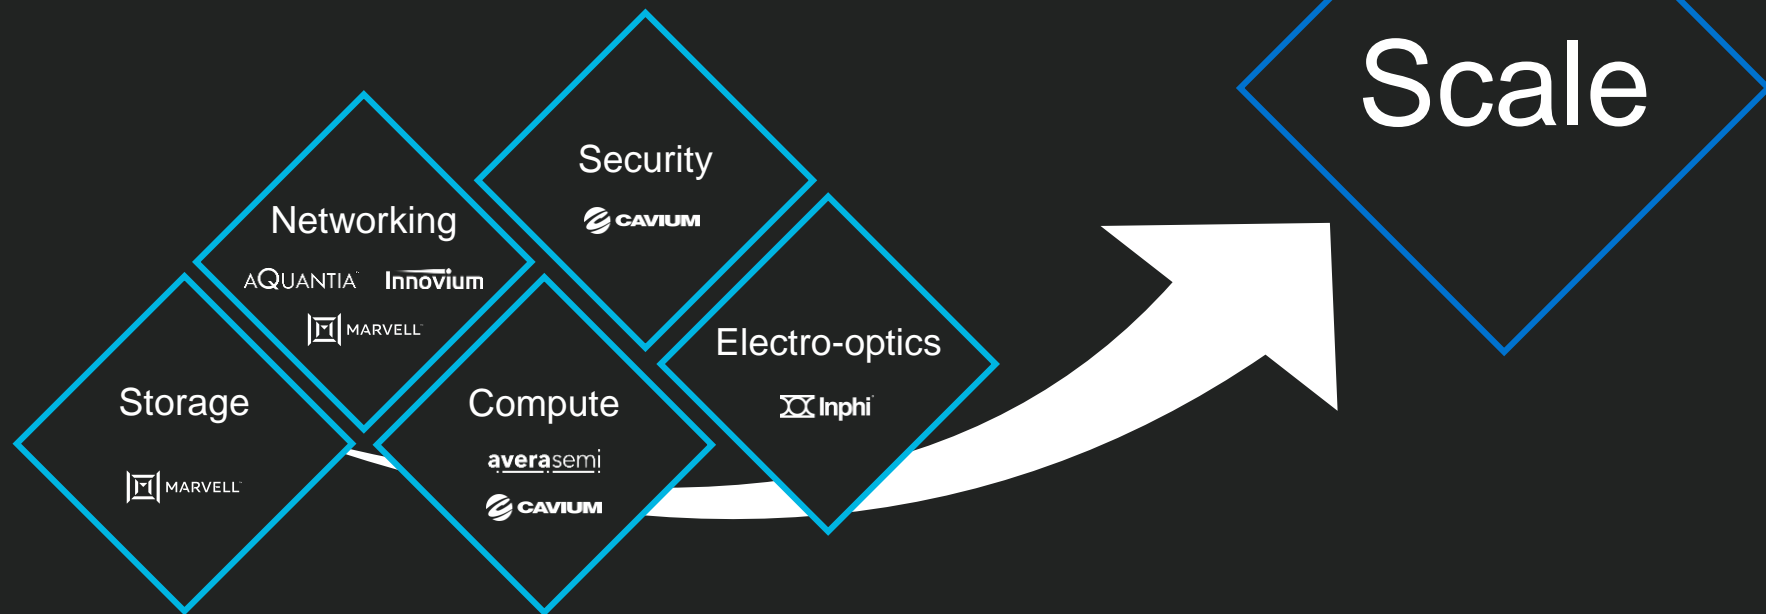 Scale
Security
CAVIUM
Networking
AQUANTIA
Innovium
MARVELL
Electro-optics
Inphi
Storage
MARVELL
Compute
averasemi
CAVIUM